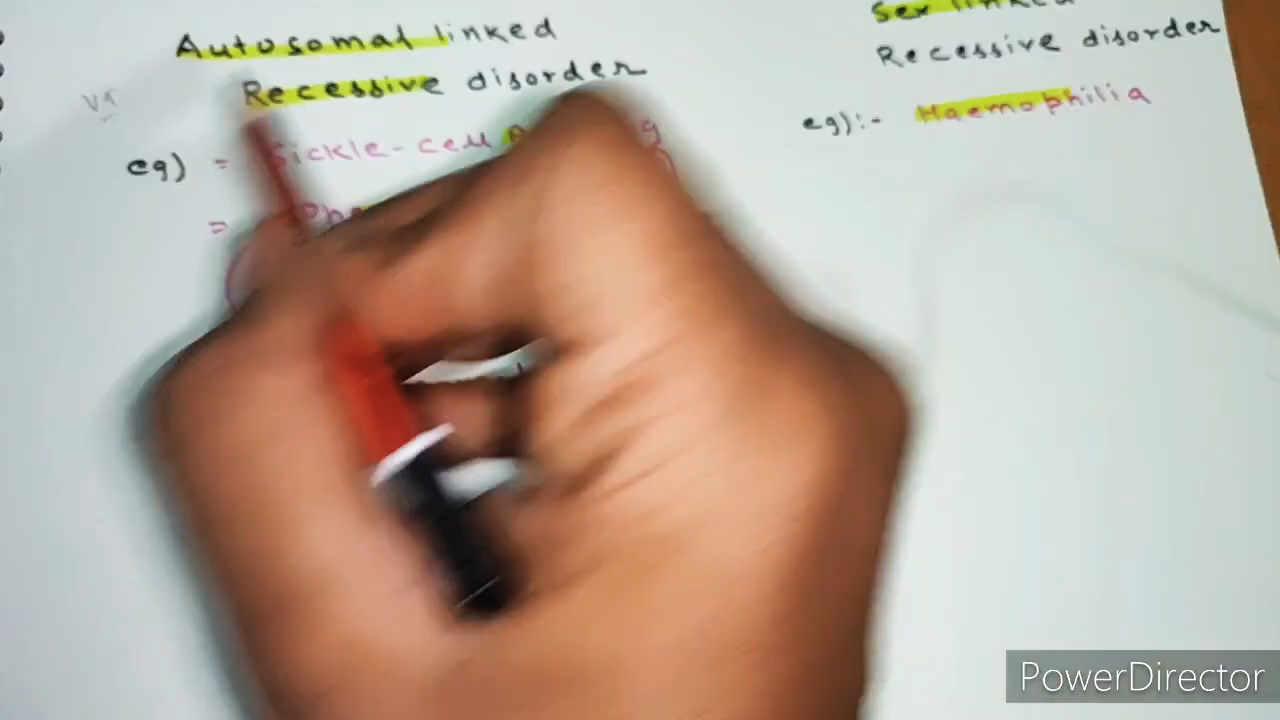 Autosomal linked
Recessive disorder
eg) = Sickle-cell
=
Sex linked
Recessive disorder
eg):- Haemophilia
PowerDirector